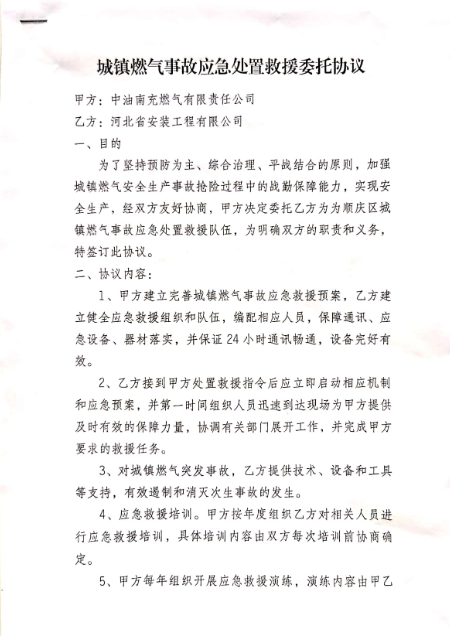 城镇燃气事故应急处置救援委托协议
甲方：中油南充燃气有限责任公司
乙方：河北省安装工程有限公司
一、目的
为了坚持预防为主、综合治理、平战结合的原则，加强
城镇燃气安全生产事故抢险过程中的战勤保障能力，实现安
全生产，经双方友好协商，甲方决定委托乙方为为顺庆区城
镇燃气事故应急处置救援队伍，为明确双方的职责和义务，
特签订此协议。
二、协议内容：
1、甲方建立完善城镇燃气事故应急救援预案，乙方建
立健全应急救援组织和队伍，编配相应人员，保障通讯、应
急设备、器材落实，并保证24小时通讯畅通，设备完好有
效。
2、乙方接到甲方处置救援指令后应立即启动相应机制
和应急预案，并第一时间组织人员迅速到达现场为甲方提供
及时有效的保障力量，协调有关部门展开工作，并完成甲方
要求的救援任务。
3、对城镇燃气突发事故，乙方提供技术、设备和工具
等支持，有效遏制和消灭次生事故的发生。
4、应急救援培训。甲方按年度组织乙方对相关人员进
行应急救援培训，具体培训内容由双方每次培训前协商确
定。
5、甲方每年组织开展应急救援演练，演练内容由甲乙